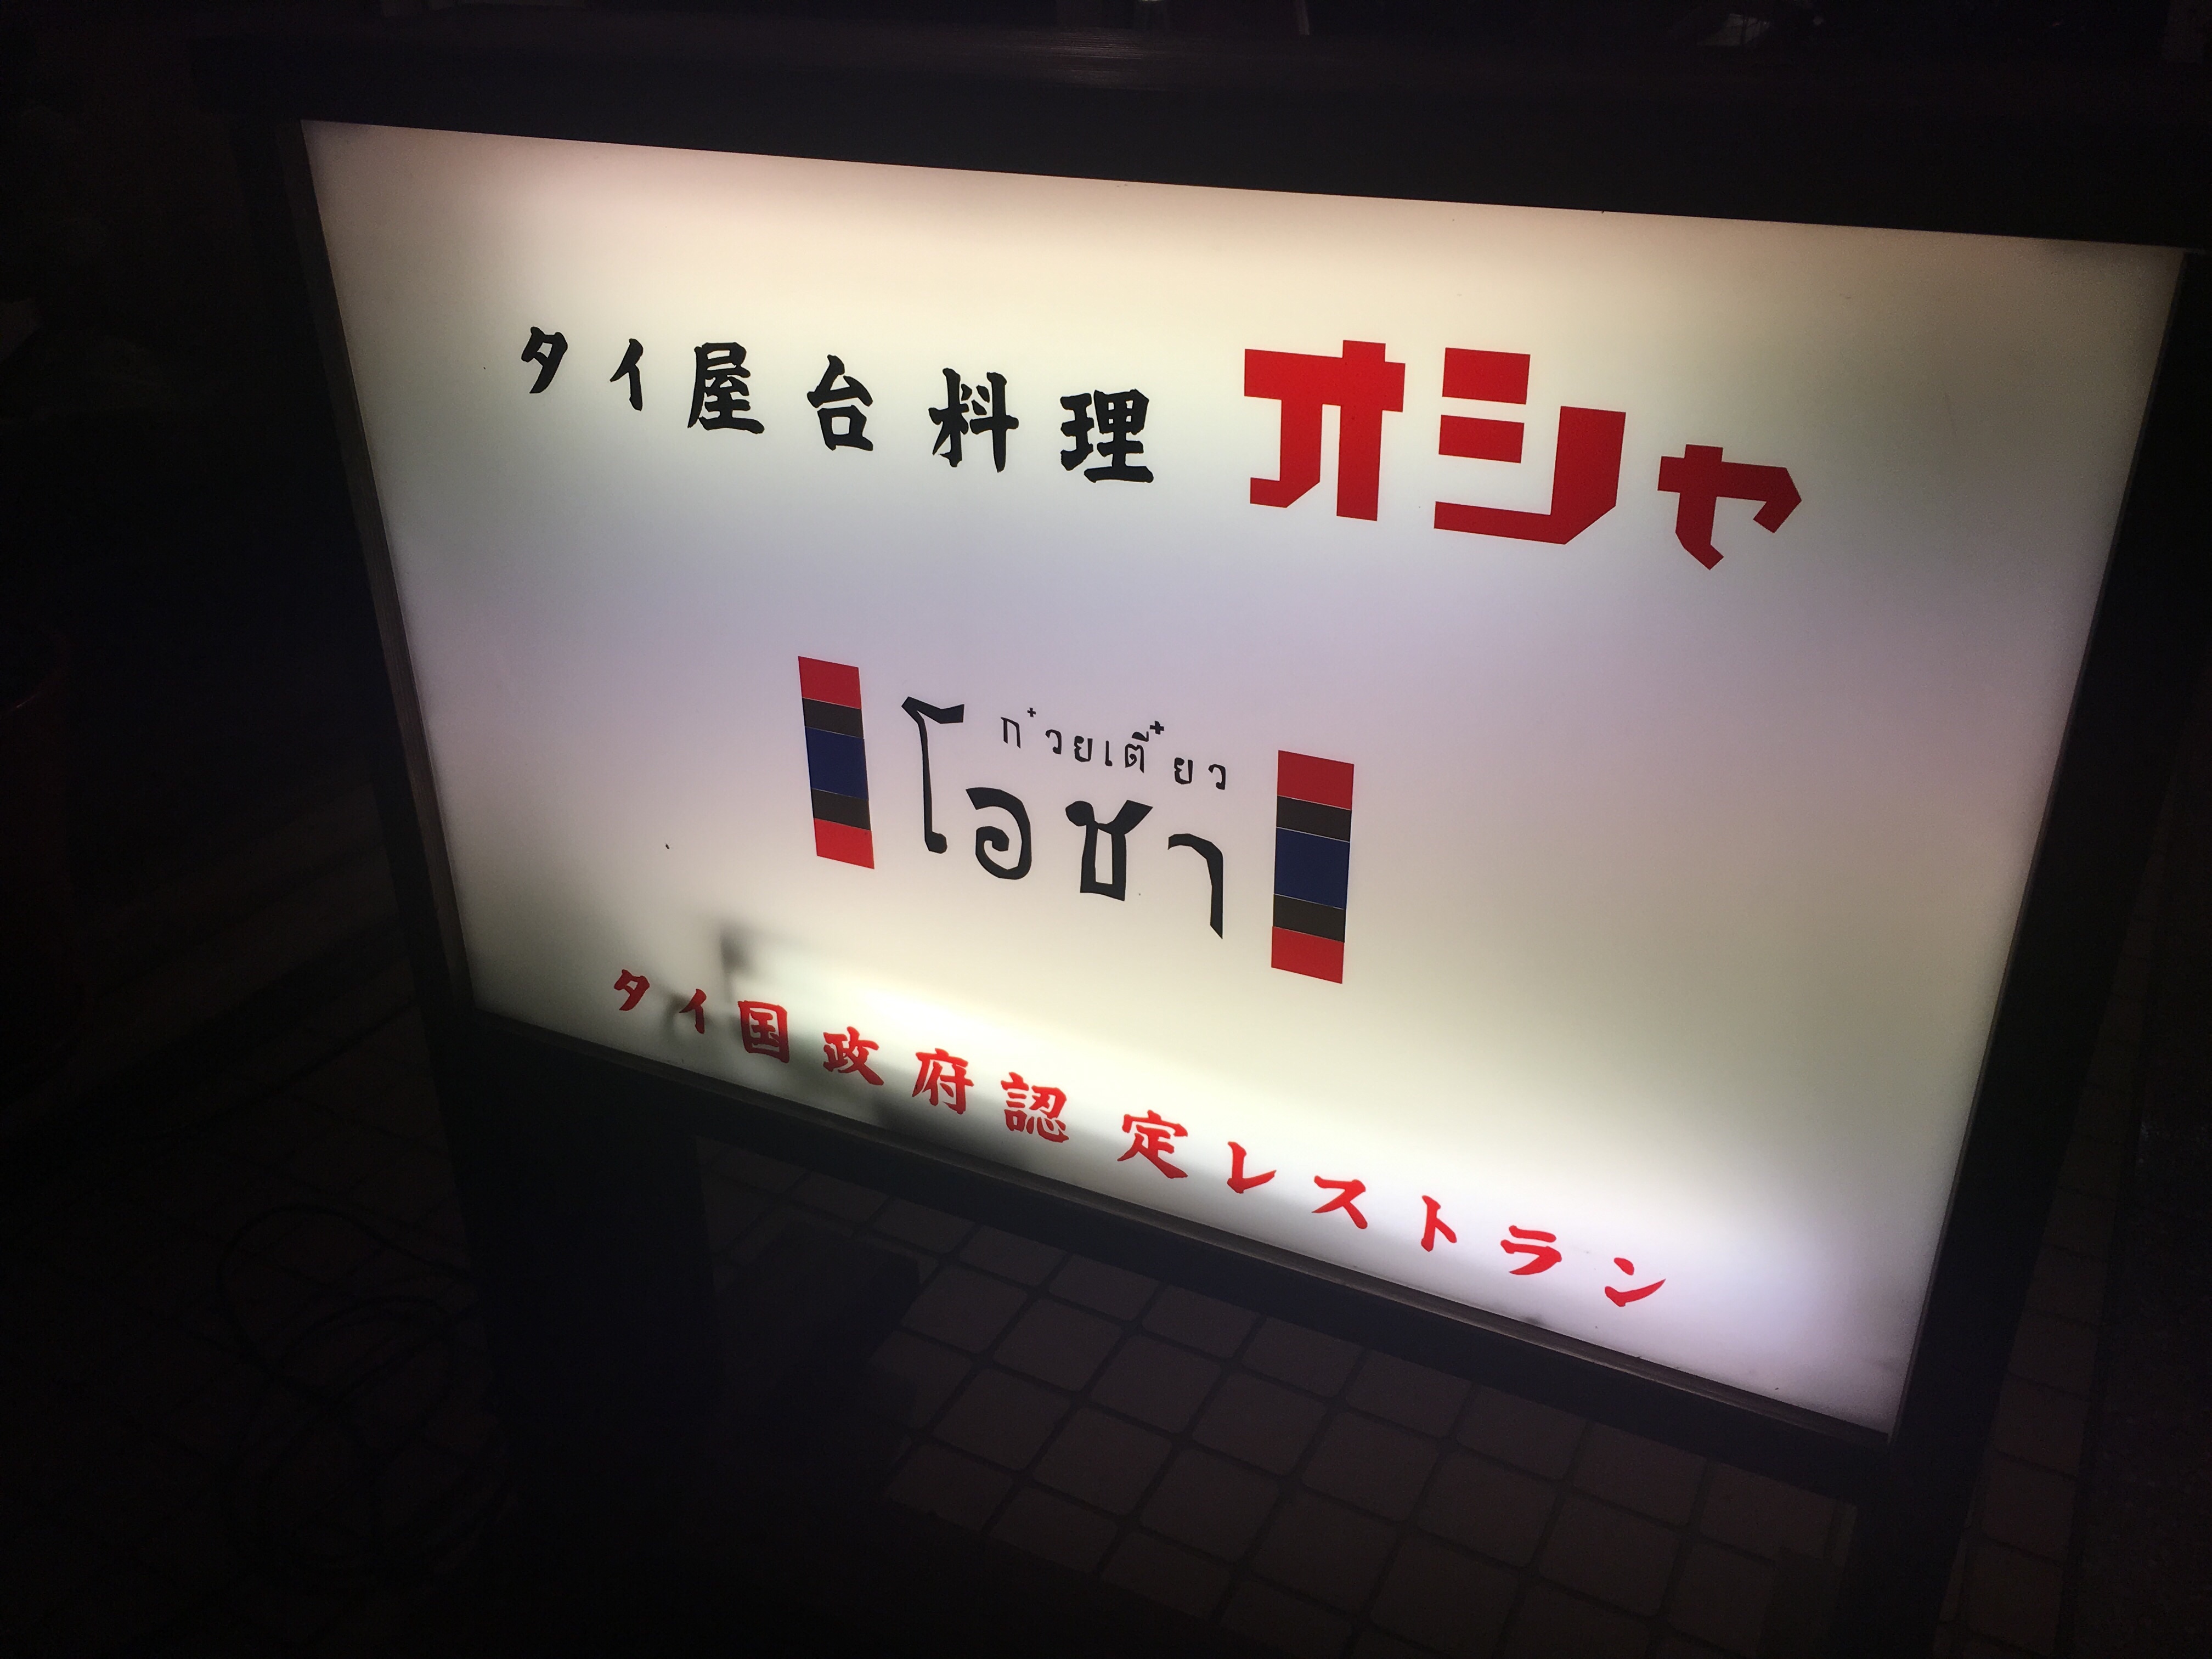 タイ屋台料理 オシャ
ก๋วยเตี๋ยว
โอชา
タイ国政府認定レストラン